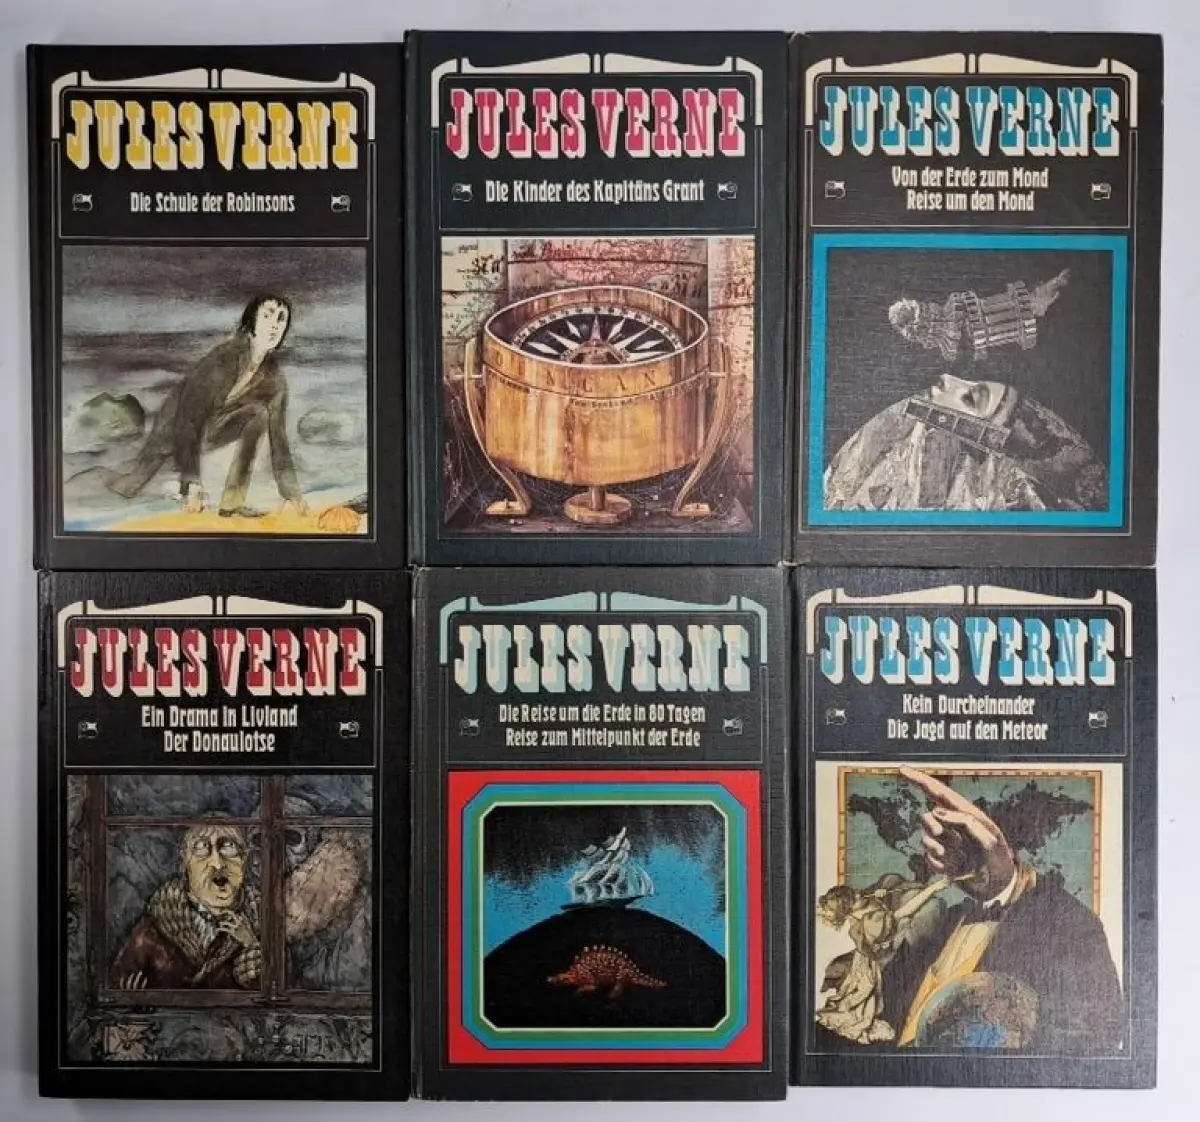 JULES VERNE
Die Schule der Robinsons
JULES VERNE
Die Kinder des Kapitäns Grant
DUNCAN
JULES VERNE
Von der Erde zum Mond
Reise um den Mond
JULES VERNE
Ein Drama in Livland
Der Donaulotse
JULES VERNE
Die Reise um die Erde in 80 Tagen
Reise zum Mittelpunkt der Erde
JULES VERNE
Kein Durcheinander
Die Jagd auf den Meteor